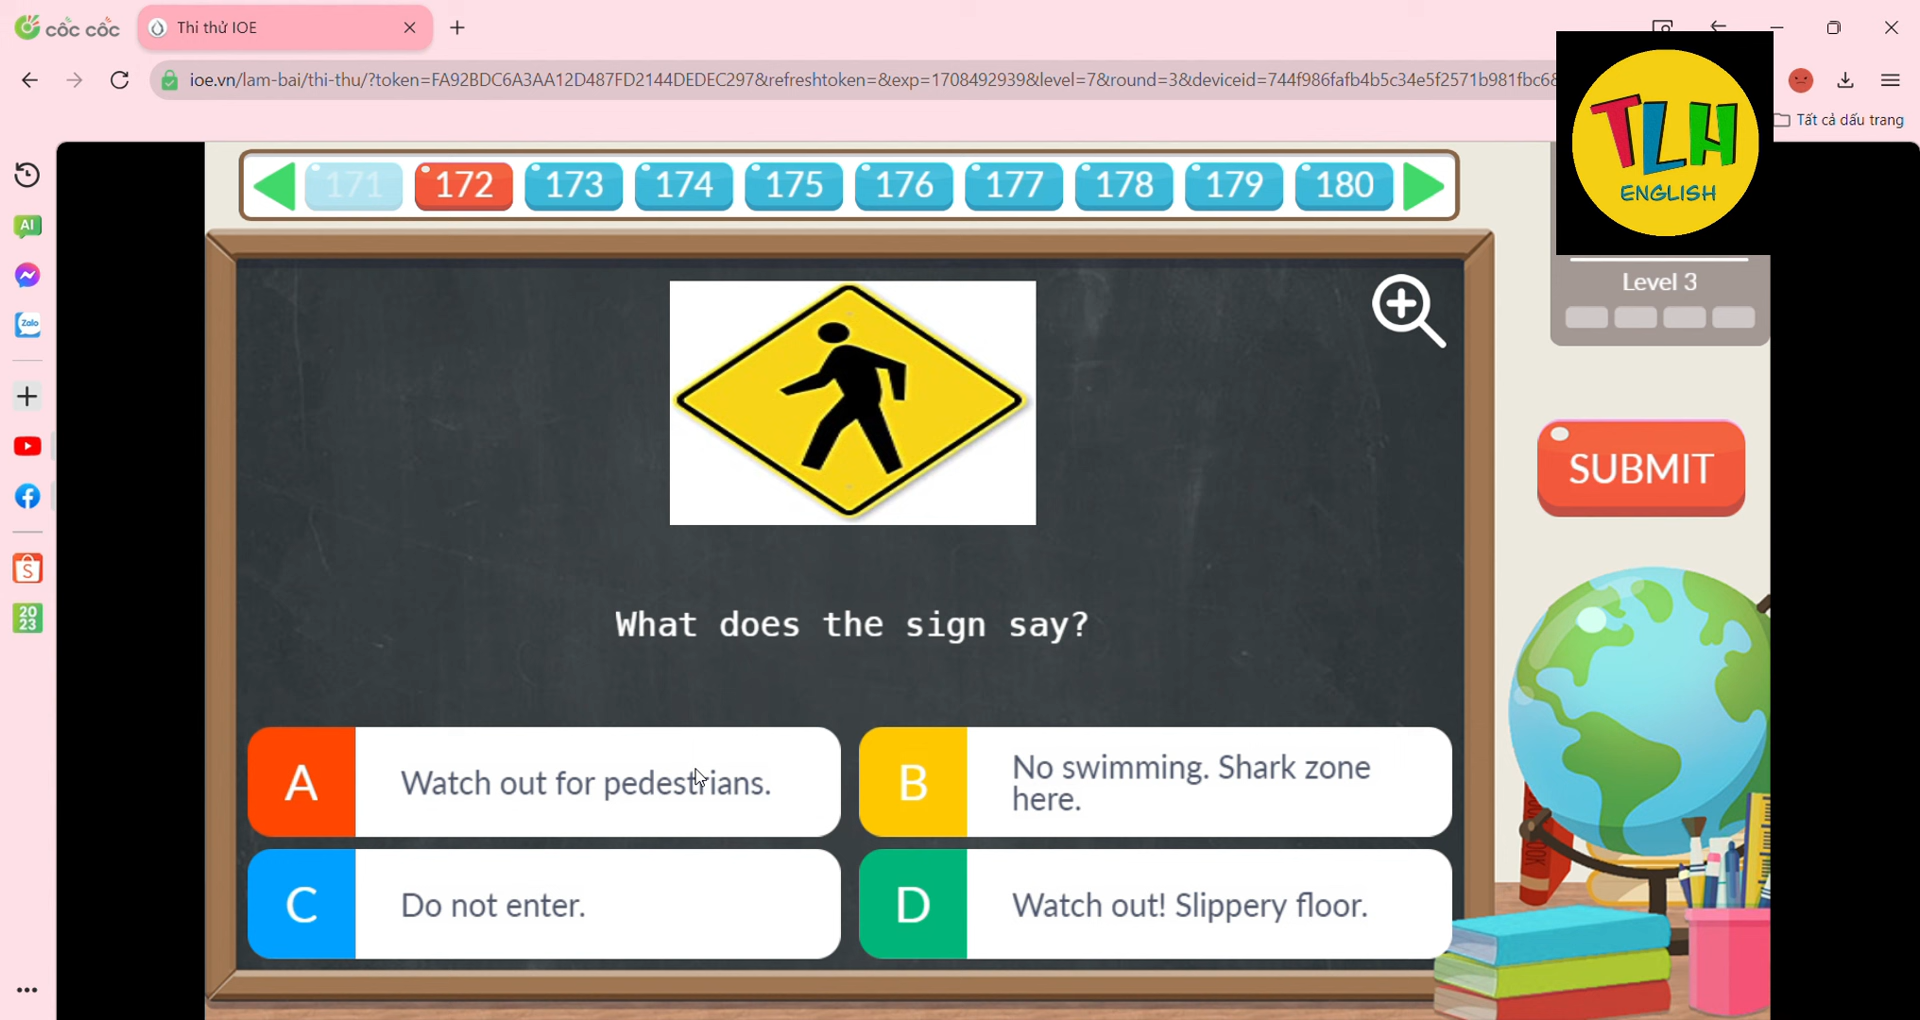 cốc cốc
Thi thử IOE
ioe.vn/lam-bai/thi-thu/?token=FA92BDC6A3AA12D487FD2144DEDEC297&refreshtoken=&exp=1708492939&level=7&round=3&deviceid=744f986fafb4b5c34e5f2571b981fbc6
Tất cả dấu trang
TLH
ENGLISH
AI
Zalo
20
23
171 172 173 174 175 176 177 178 179 180
Level 3
SUBMIT
What does the sign say?
A Watch out for pedestrians.
B No swimming. Shark zone
here.
C Do not enter.
D Watch out! Slippery floor.